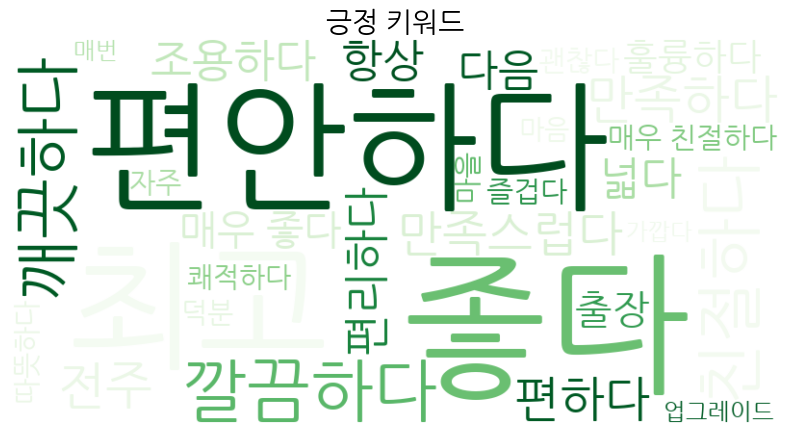 긍정 키워드
매번
조용하다
항상
다음
괜찮다
훌륭하다
깨끗하다
편안하다
만족하다
마음
매우 친절하다
자주
즐겁다
넓다
매우 좋다
편리하다
만족스럽다
가깝다
친절하다
최고
쾌적하다
좋다
출장
덕분
따뜻하다
전주
깔끔하다
편하다
업그레이드